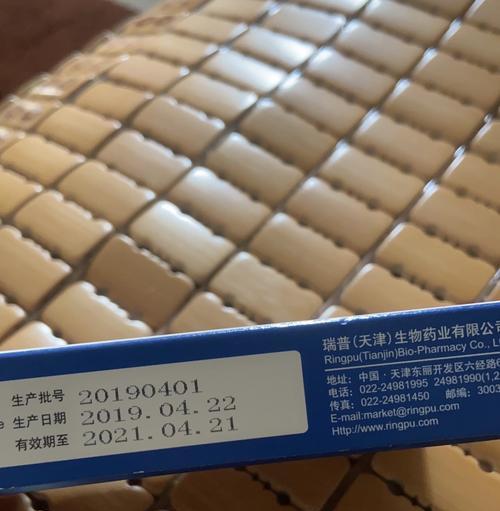 生产批号 20190401
e 生产日期 2019.04.22
有效期至 2021.04.21
瑞普(天津)生物药业有限公司
Ringpu(Tianjin)Bio-Pharmacy Co., L
地址: 中国·天津东丽开发区六经路
电话: 022-24981995 24981990(1,2
传真: 022-24981450 邮编: 3003
E-mail:market@ringpu.com
Http://www.ringpu.com